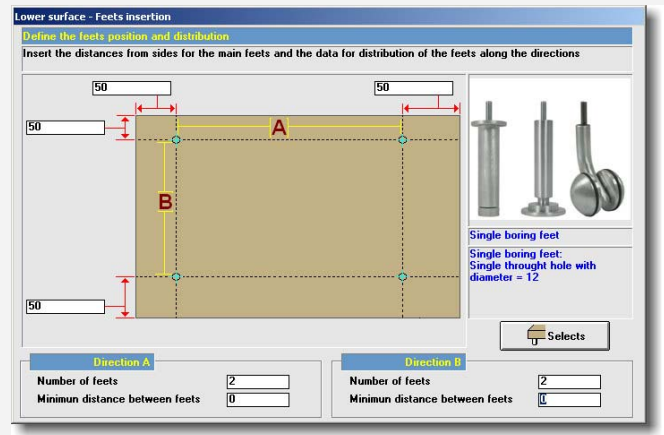 Lower surface - Feets insertion
Define the feets position and distribution
Insert the distances from sides for the main feets and the data for distribution of the feets along the directions
50
50
50
A
B
50
Single boring feet
Single boring feet:
Single throught hole with
diameter = 12
Selects
Direction A
Number of feets
2
Minimun distance between feets
0
Direction B
Number of feets
2
Minimun distance between feets
0